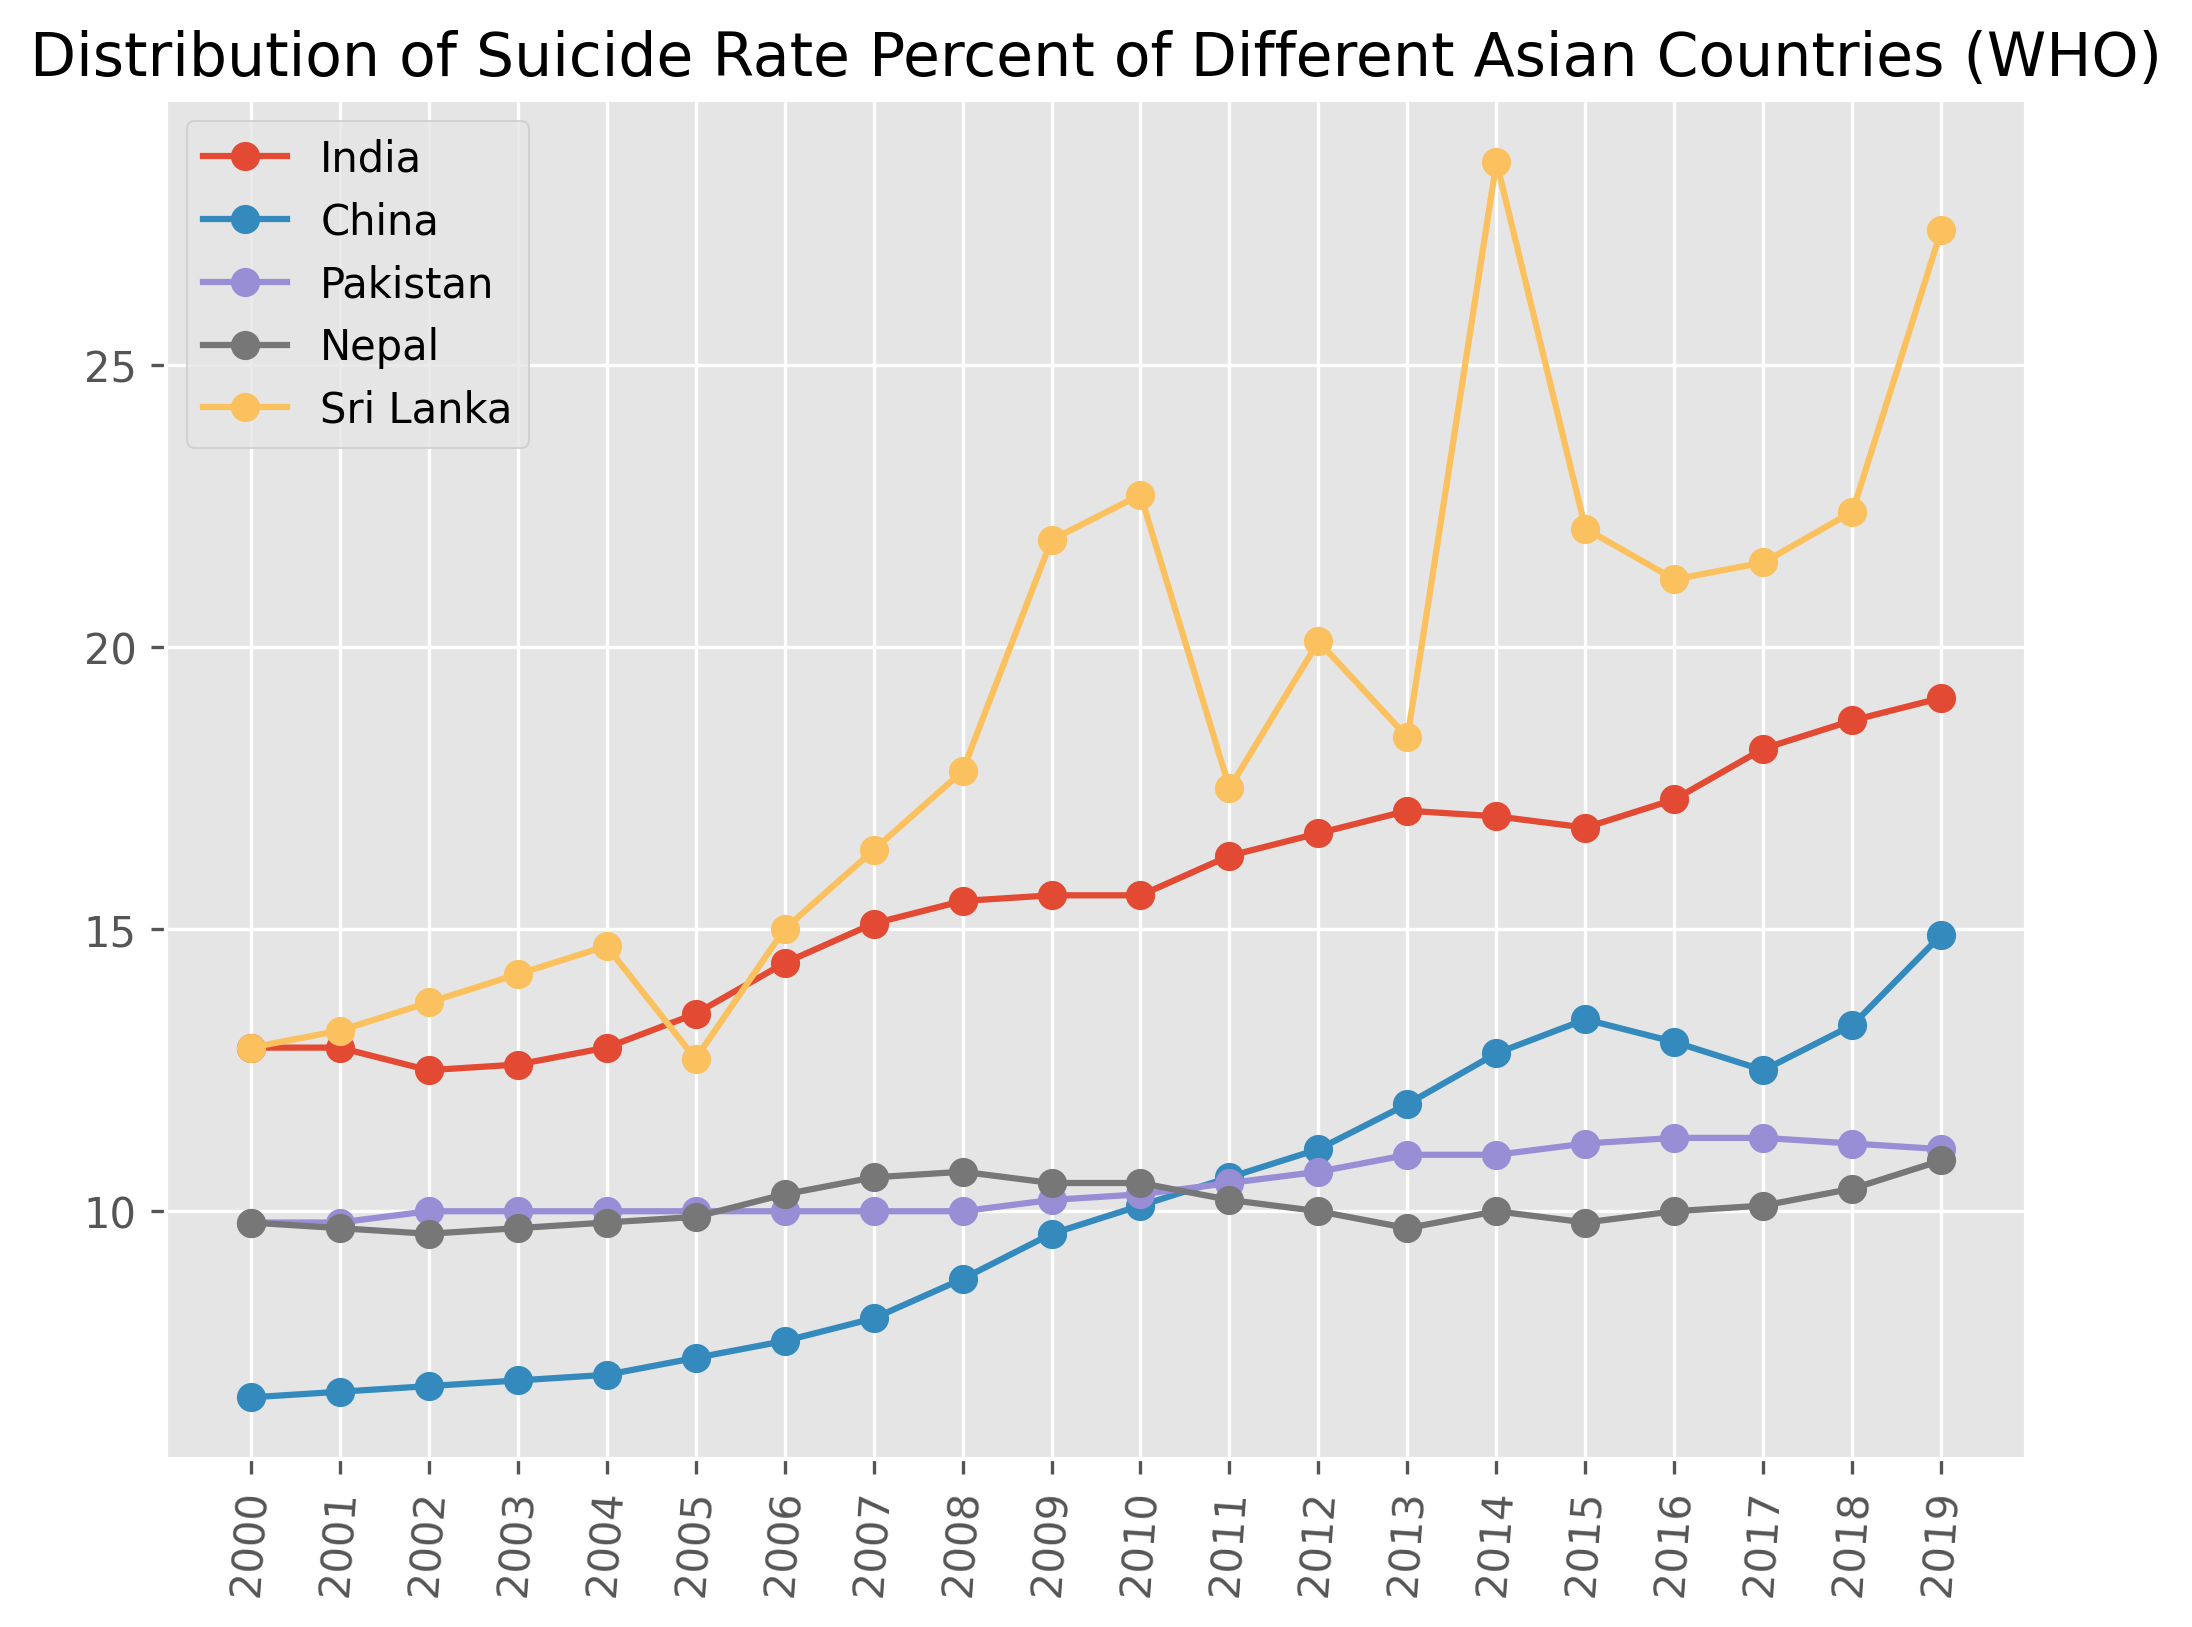 Distribution of Suicide Rate Percent of Different Asian Countries (WHO)
India
China
Pakistan
Nepal
Sri Lanka
25
20
15
10
2000 2001 2002 2003 2004 2005 2006 2007 2008 2009 2010 2011 2012 2013 2014 2015 2016 2017 2018 2019